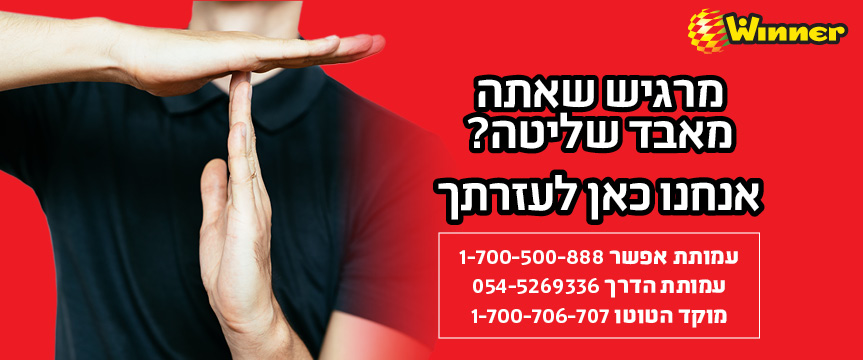 Winner
מרגיש שאתה
מאבד שליטה?
אנחנו כאן לעזרתך
עמותת אפשר 1-700-500-888
עמותת הדרך 054-5269336
מוקד הטוטו 1-700-706-707